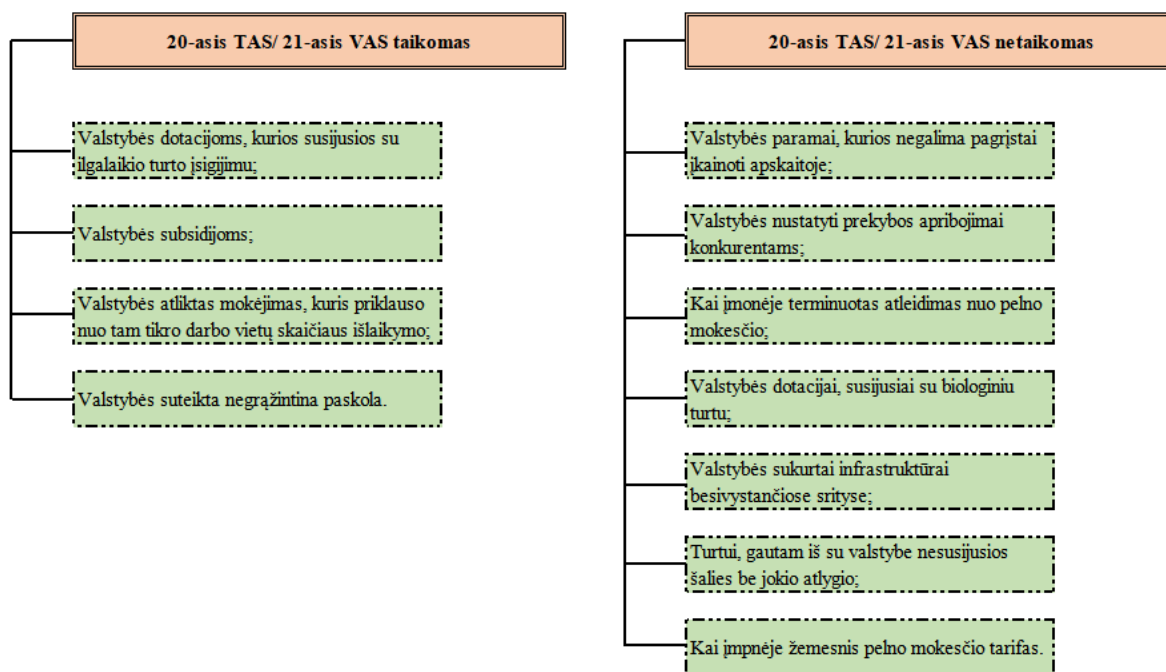 20-asis TAS/ 21-asis VAS taikomas
Valstybės dotacijoms, kurios susijusios su
ilgalaikio turto įsigijimu;
Valstybės subsidijoms;
Valstybės atliktas mokėjimas, kuris priklauso
nuo tam tikro darbo vietų skaičiaus išlaikymo;
Valstybės suteikta negrąžintina paskola.
20-asis TAS/ 21-asis VAS netaikomas
Valstybės paramai, kurios negalima pagrįstai
įkainoti apskaitoje;
Valstybės nustatyti prekybos apribojimai
konkurentams;
Kai įmonėje terminuotas atleidimas nuo pelno
mokesčio;
Valstybės dotacijai, susijusiai su biologiniu
turtu;
Valstybės sukurtai infrastruktūrai
besivystančiose srityse;
Turtui, gautam iš su valstybe nesusijusios
šalies be jokio atlygio;
Kai įmpnėje žemesnis pelno mokesčio tarifas.